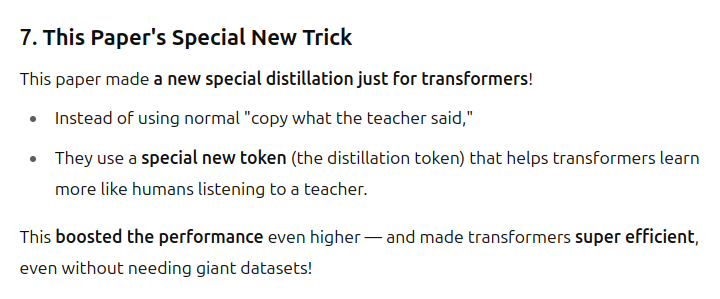 7. This Paper's Special New Trick
This paper made a new special distillation just for transformers!
Instead of using normal "copy what the teacher said,"
They use a special new token (the distillation token) that helps transformers learn
more like humans listening to a teacher.
This boosted the performance even higher — and made transformers super efficient,
even without needing giant datasets!